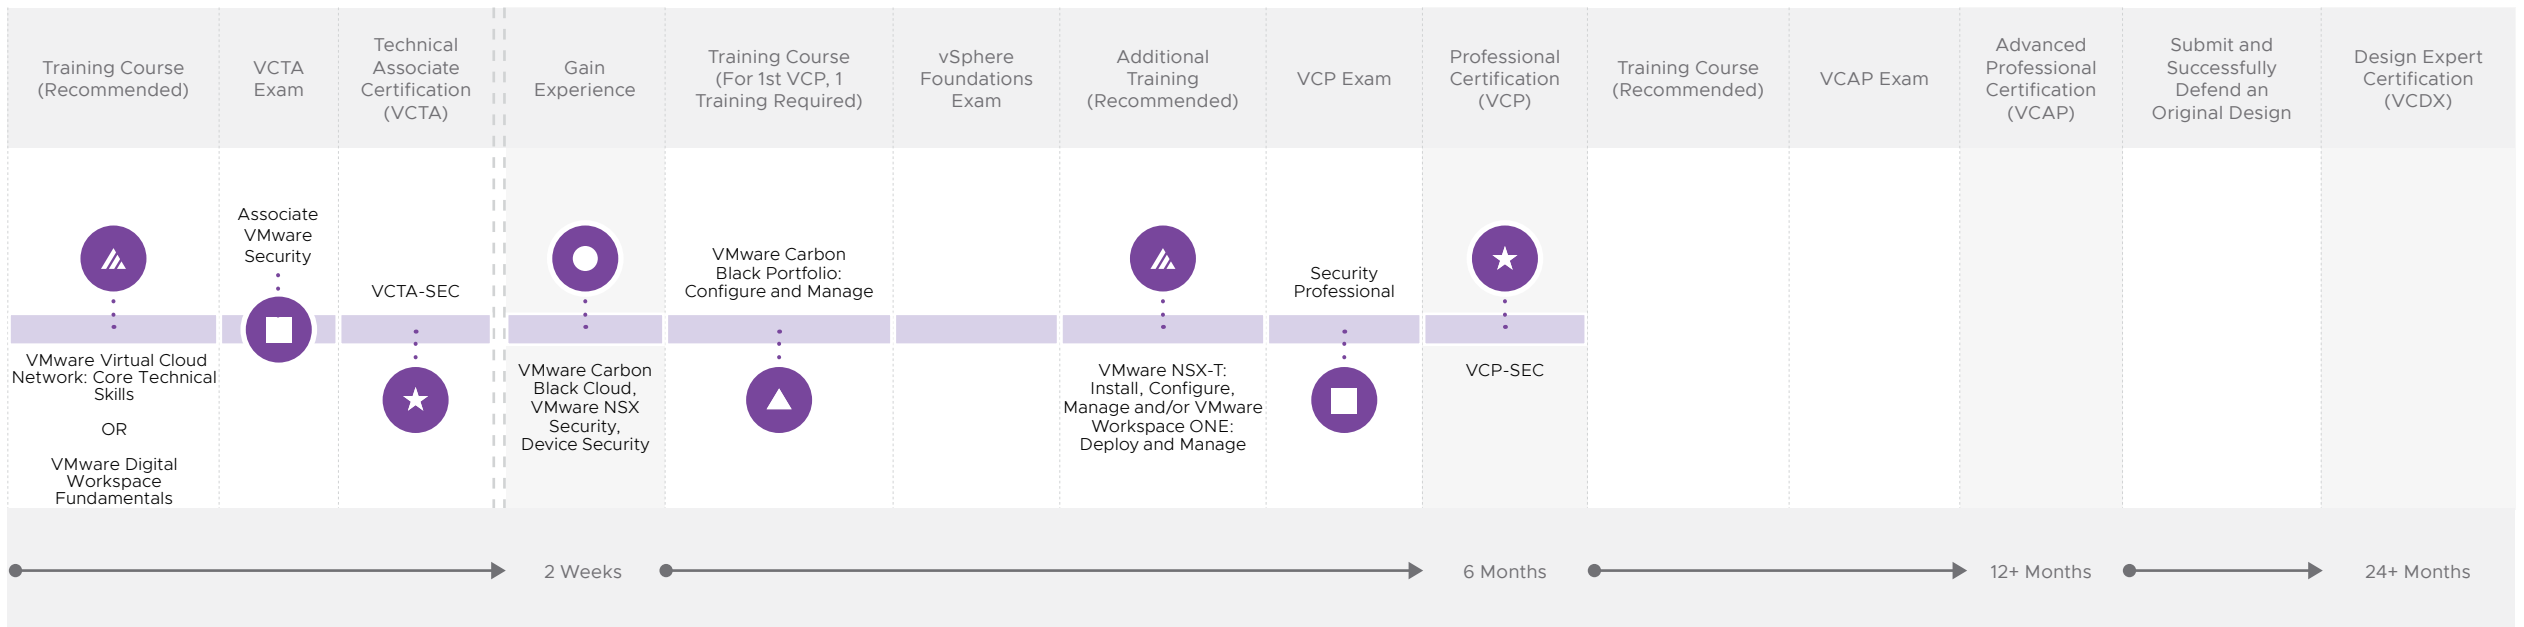 Training Course
(Recommended)
VCTA
Exam
Technical
Associate
Certification
(VCTA)
Gain
Experience
Training Course
(For 1st VCP, 1
Training Required)
vSphere
Foundations
Exam
Additional
Training
(Recommended)
VCP Exam
Professional
Certification
(VCP)
Training Course
(Recommended)
VCAP Exam
Advanced
Professional
Certification
(VCAP)
Submit and
Successfully
Defend an
Original Design
Design Expert
Certification
(VCDX)
VMware Virtual Cloud
Network: Core Technical
Skills
OR
VMware Digital
Workspace
Fundamentals
Associate
VMware
Security
VCTA-SEC
VMware Carbon
Black Cloud,
VMware NSX
Security,
Device Security
VMware Carbon
Black Portfolio:
Configure and Manage
VMware NSX-T:
Install, Configure,
Manage and/or VMware
Workspace ONE:
Deploy and Manage
Security
Professional
VCP-SEC
2 Weeks
6 Months
12+ Months
24+ Months